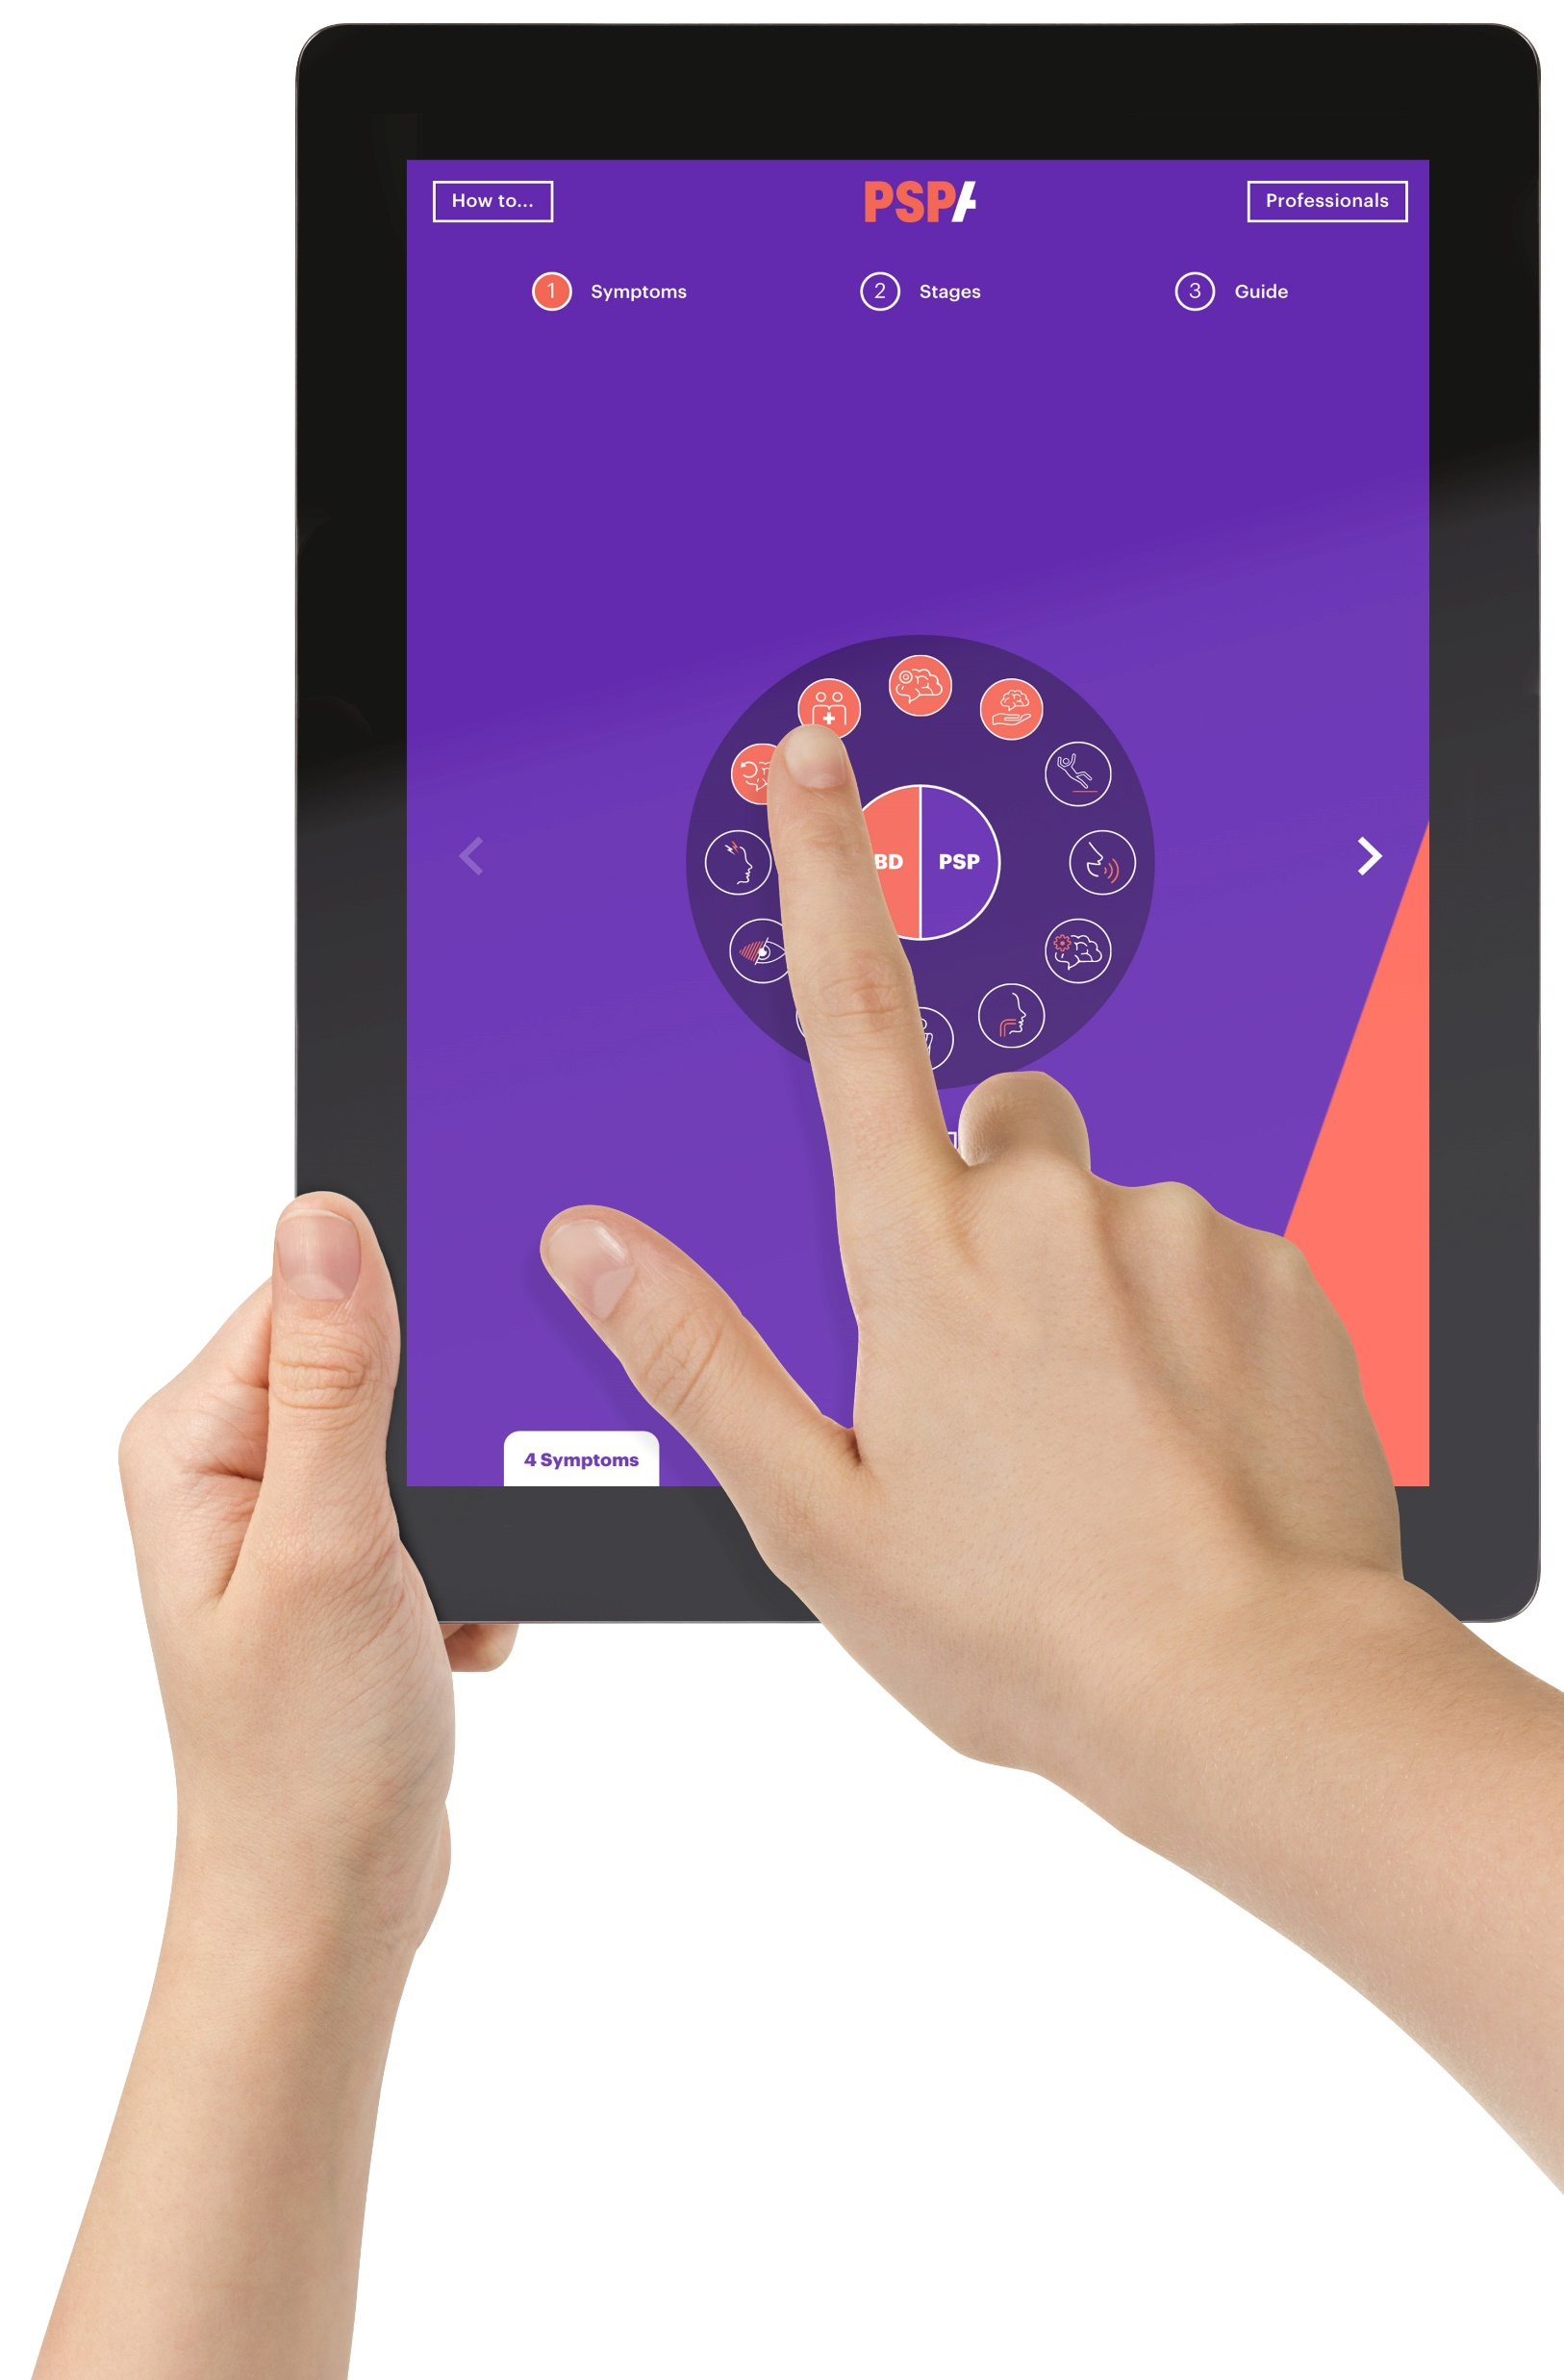 How to...
PSPA
Professionals
1 Symptoms
2 Stages
3 Guide
BD
PSP
4 Symptoms